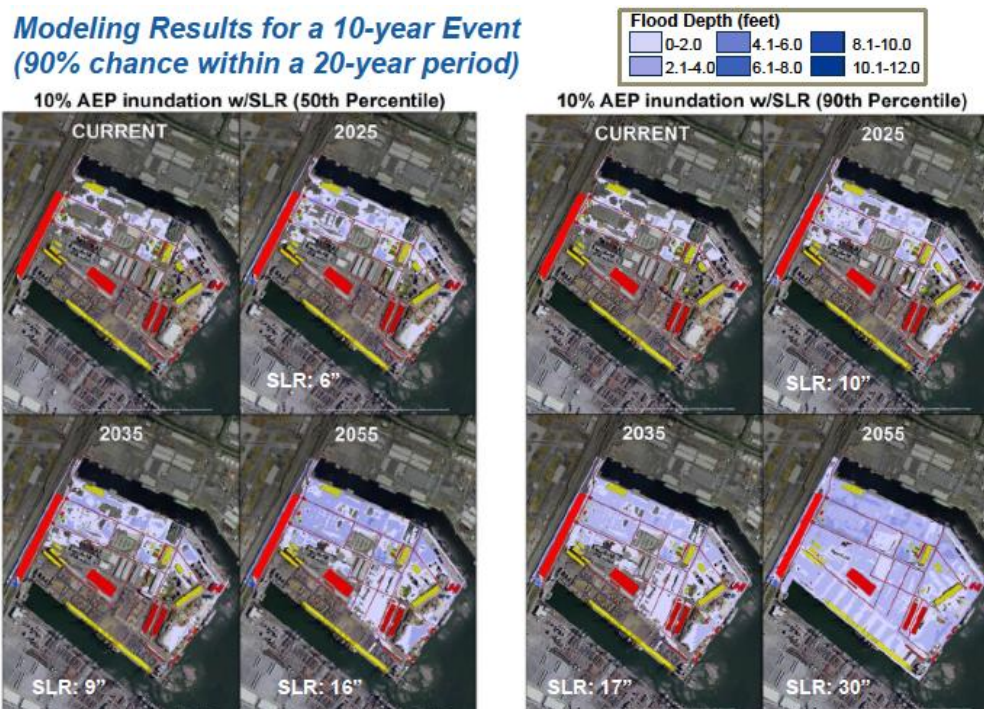 Modeling Results for a 10-year Event
(90% chance within a 20-year period)
Flood Depth (feet)
0-2.0 4.1-6.0 8.1-10.0
2.1-4.0 6.1-8.0 10.1-12.0
10% AEP inundation w/SLR (50th Percentile)
CURRENT 2025
SLR: 6”
2035 2055
SLR: 9” SLR: 16”
10% AEP inundation w/SLR (90th Percentile)
CURRENT 2025
SLR: 10”
2035 2055
SLR: 17” SLR: 30”